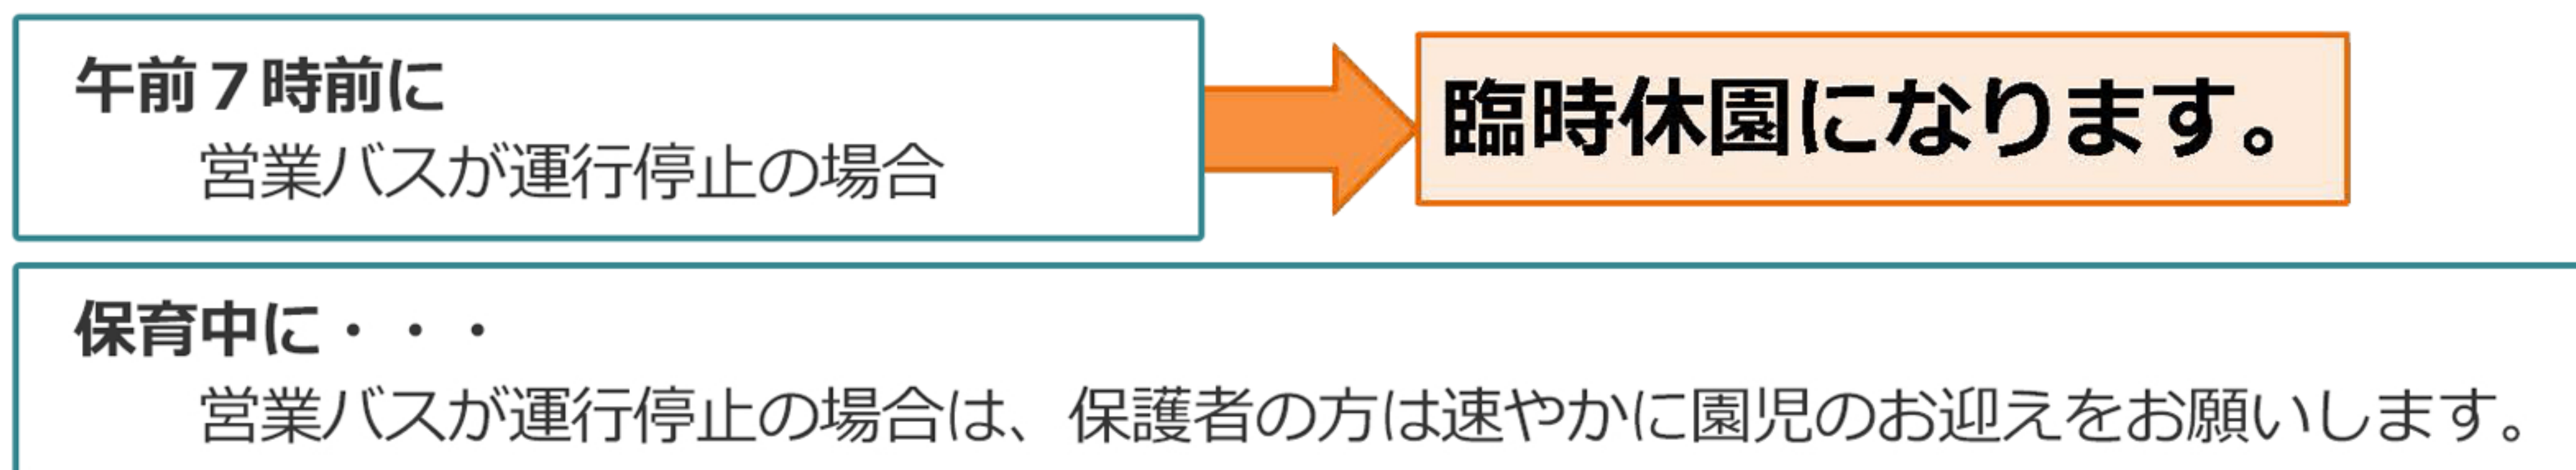 午前７時前に
営業バスが運行停止の場合
臨時休園になります。
保育中に・・・
営業バスが運行停止の場合は、保護者の方は速やかに園児のお迎えをお願いします。